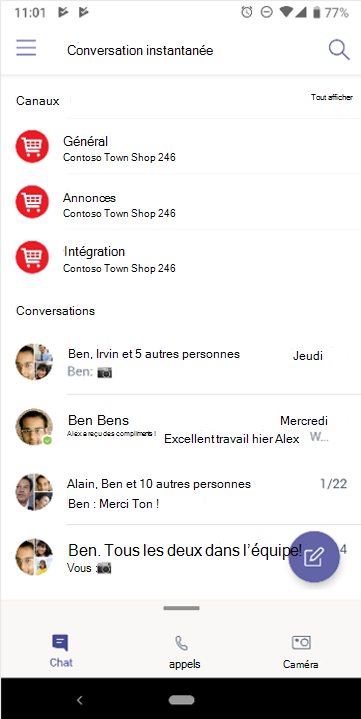 11:01 77%
Conversation instantanée
Canaux Tout afficher
Général
Contoso Town Shop 246
Annonces
Contoso Town Shop 246
Intégration
Contoso Town Shop 246
Conversations
Ben, Irvin et 5 autres personnes Jeudi
Ben:
Ben Bens Mercredi
Alex a reçu des compliments ! Excellent travail hier Alex W...
Alain, Ben et 10 autres personnes 1/22
Ben : Merci Ton !
Ben. Tous les deux dans l'équipe! 4
Vous :
Chat appels Caméra